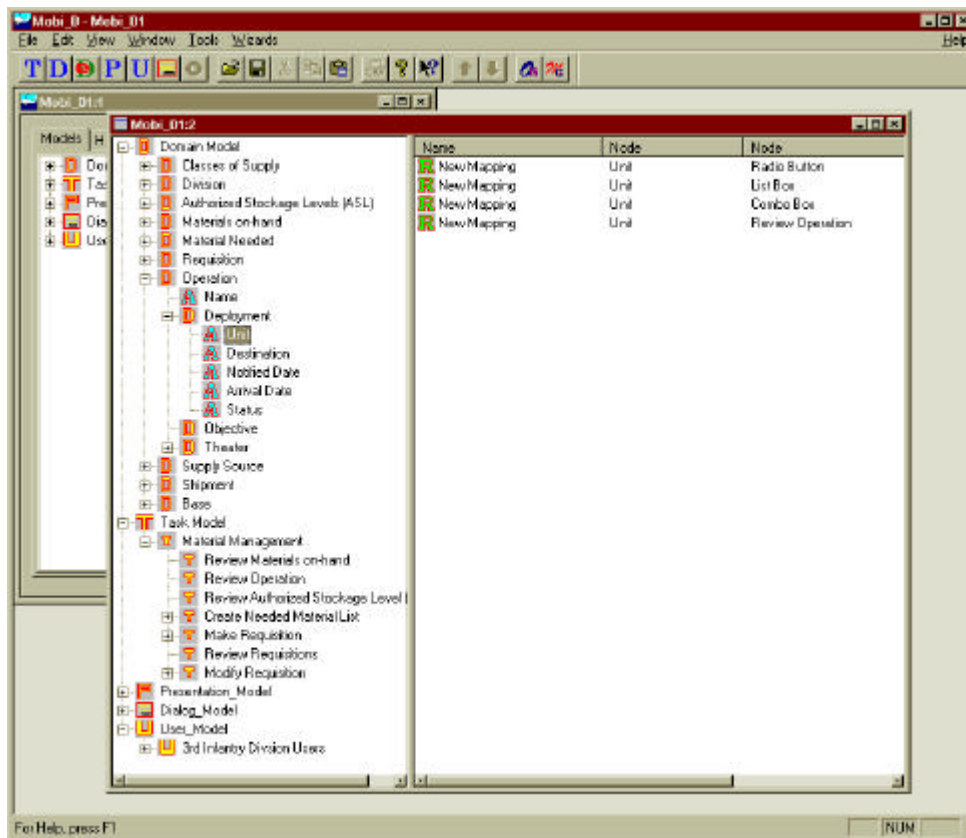 Mobi_D - Mobi_D1
File Edit View Window Tools Wizards Help
T D P U
Mobi_D1:1
Models H
Do
Tas
Pre
Dia
Use
Mobi_D1:2
Domain Model
Classes of Supply
Division
Authorized Stockage Levels (ASL)
Materials on-hand
Material Needed
Requisition
Operation
Name
Deployment
Unit
Destination
Notified Date
Arrival Date
Status
Objective
Theater
Supply Source
Shipment
Base
Task Model
Material Management
Review Materials on-hand
Review Operation
Review Authorized Stockage Level (
Create Needed Material List
Make Requisition
Review Requisitions
Modify Requisition
Presentation_Model
Dialog_Model
User_Model
3rd Infantry Division Users
Name Node Node
New Mapping Unit Radio Button
New Mapping Unit List Box
New Mapping Unit Combo Box
New Mapping Unit Review Operation
For Help, press F1
NUM